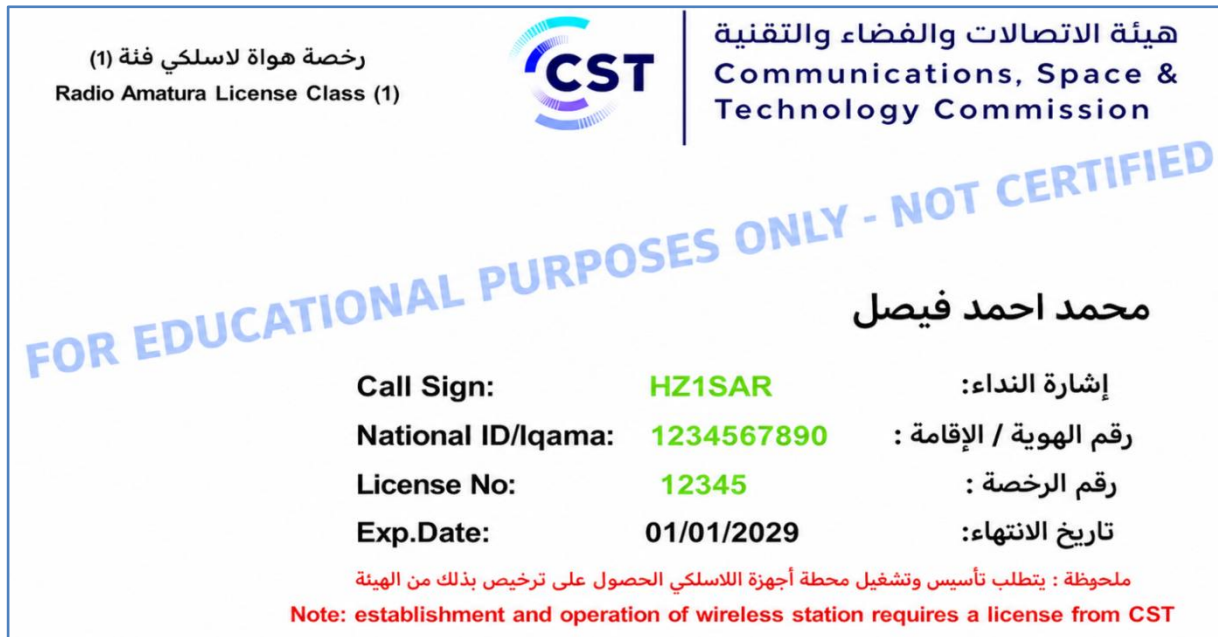 رخصة هواة لاسلكي فئة (1)
Radio Amatura License Class (1)
CST
هيئة الاتصالات والفضاء والتقنية
Communications, Space &
Technology Commission
FOR EDUCATIONAL PURPOSES ONLY - NOT CERTIFIED
محمد احمد فيصل
Call Sign: HZ1SAR إشارة النداء:
National ID/Iqama: 1234567890 رقم الهوية / الإقامة :
License No: 12345 رقم الرخصة :
Exp.Date: 01/01/2029 تاريخ الانتهاء:
ملحوظة : يتطلب تأسيس وتشغيل محطة أجهزة اللاسلكي الحصول على ترخيص بذلك من الهيئة
Note: establishment and operation of wireless station requires a license from CST